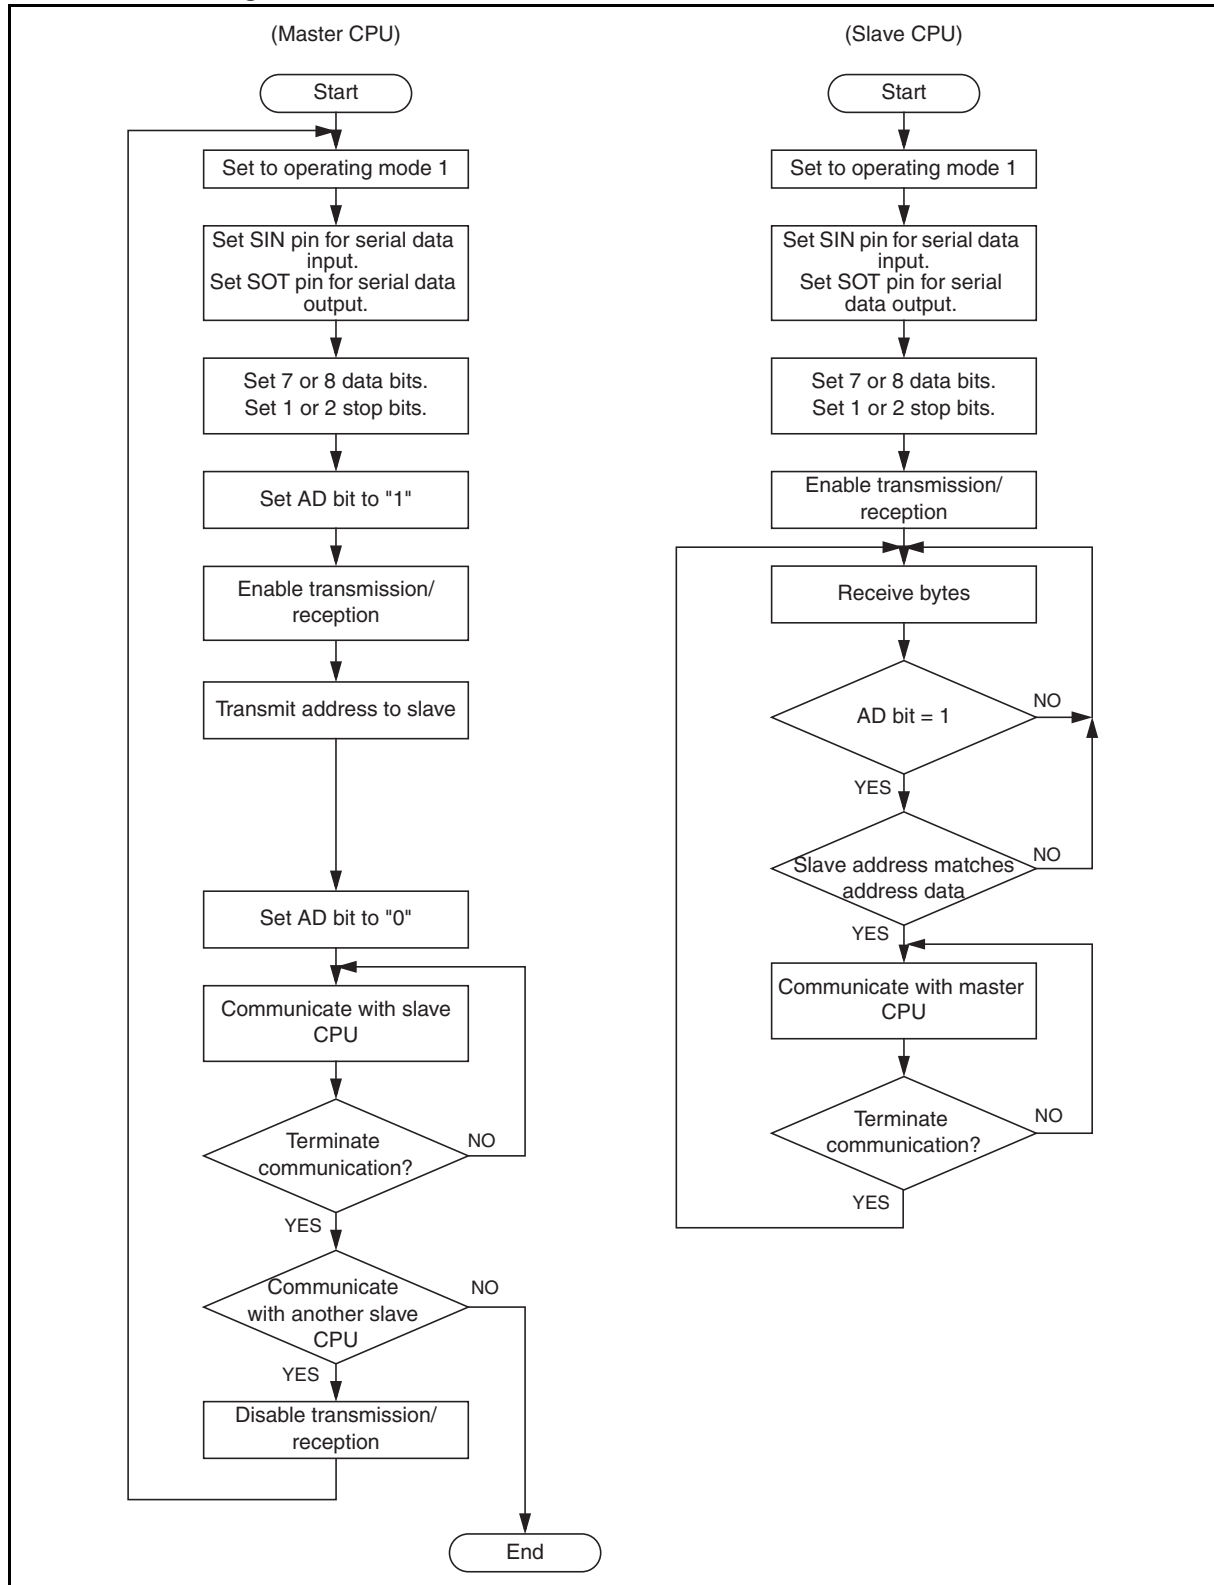 (Master CPU)
Start
Set to operating mode 1
Set SIN pin for serial data
input.
Set SOT pin for serial data
output.
Set 7 or 8 data bits.
Set 1 or 2 stop bits.
Set AD bit to "1"
Enable transmission/
reception
Transmit address to slave
Set AD bit to "0"
Communicate with slave
CPU
Terminate
communication?
NO
YES
Communicate
with another slave
CPU
NO
YES
Disable transmission/
reception
End
(Slave CPU)
Start
Set to operating mode 1
Set SIN pin for serial data
input.
Set SOT pin for serial
data output.
Set 7 or 8 data bits.
Set 1 or 2 stop bits.
Enable transmission/
reception
Receive bytes
AD bit = 1
NO
YES
Slave address matches
address data
NO
YES
Communicate with master
CPU
Terminate
communication?
NO
YES